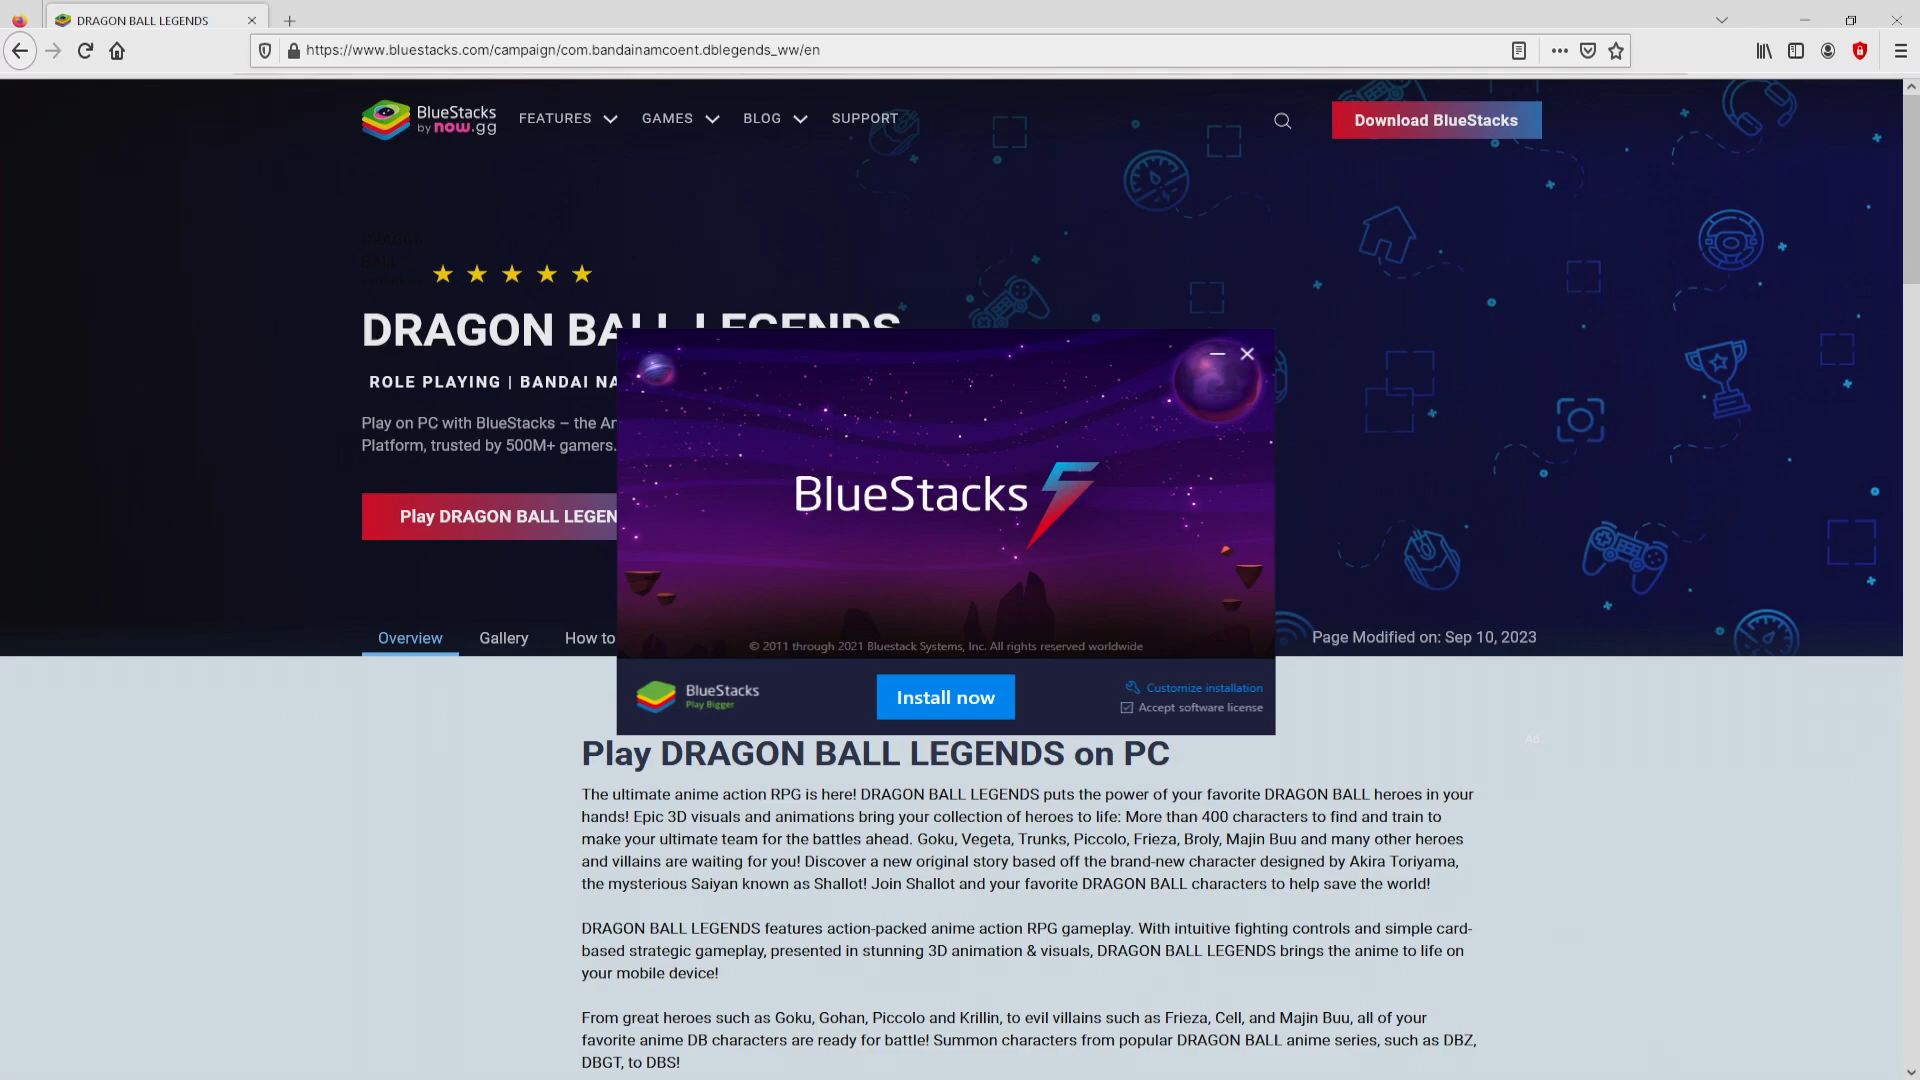 DRAGON BALL LEGENDS
https://www.bluestacks.com/campaign/com.bandainamcoent.dblegends_ww/en
BlueStacks
by now.gg
FEATURES
GAMES
BLOG
SUPPORT
Download BlueStacks
DRAGON BALL LEGENDS
ROLE PLAYING | BANDAI NA
Play on PC with BlueStacks – the An
Platform, trusted by 500M+ gamers.
Play DRAGON BALL LEGEN
Overview
Gallery
How to
Page Modified on: Sep 10, 2023
BlueStacks 5
© 2011 through 2021 Bluestack Systems, Inc. All rights reserved worldwide
BlueStacks
Play Bigger
Install now
Customize installation
Accept software license
Ad
Play DRAGON BALL LEGENDS on PC
The ultimate anime action RPG is here! DRAGON BALL LEGENDS puts the power of your favorite DRAGON BALL heroes in your
hands! Epic 3D visuals and animations bring your collection of heroes to life: More than 400 characters to find and train to
make your ultimate team for the battles ahead. Goku, Vegeta, Trunks, Piccolo, Frieza, Broly, Majin Buu and many other heroes
and villains are waiting for you! Discover a new original story based off the brand-new character designed by Akira Toriyama,
the mysterious Saiyan known as Shallot! Join Shallot and your favorite DRAGON BALL characters to help save the world!
DRAGON BALL LEGENDS features action-packed anime action RPG gameplay. With intuitive fighting controls and simple card-
based strategic gameplay, presented in stunning 3D animation & visuals, DRAGON BALL LEGENDS brings the anime to life on
your mobile device!
From great heroes such as Goku, Gohan, Piccolo and Krillin, to evil villains such as Frieza, Cell, and Majin Buu, all of your
favorite anime DB characters are ready for battle! Summon characters from popular DRAGON BALL anime series, such as DBZ,
DBGT, to DBS!